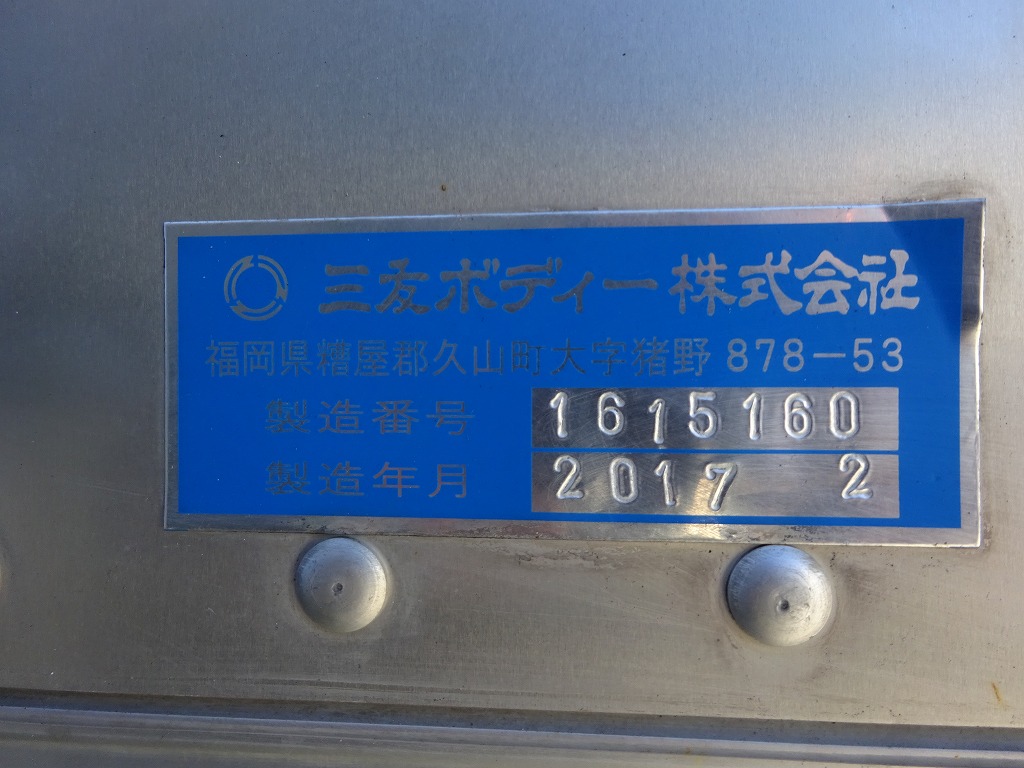 三友ボディー株式会社
福岡県糟屋郡久山町大字猪野 878-53
製造番号 1615160
製造年月 2017 2